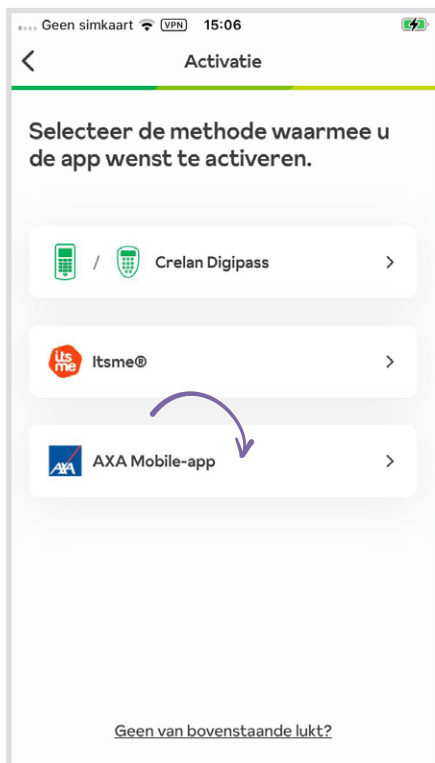 Geen simkaart VPN 15:06
Activatie
Selecteer de methode waarmee u
de app wenst te activeren.
/ Crelan Digipass
its
me
Itsme®
AXA
AXA Mobile-app
Geen van bovenstaande lukt?